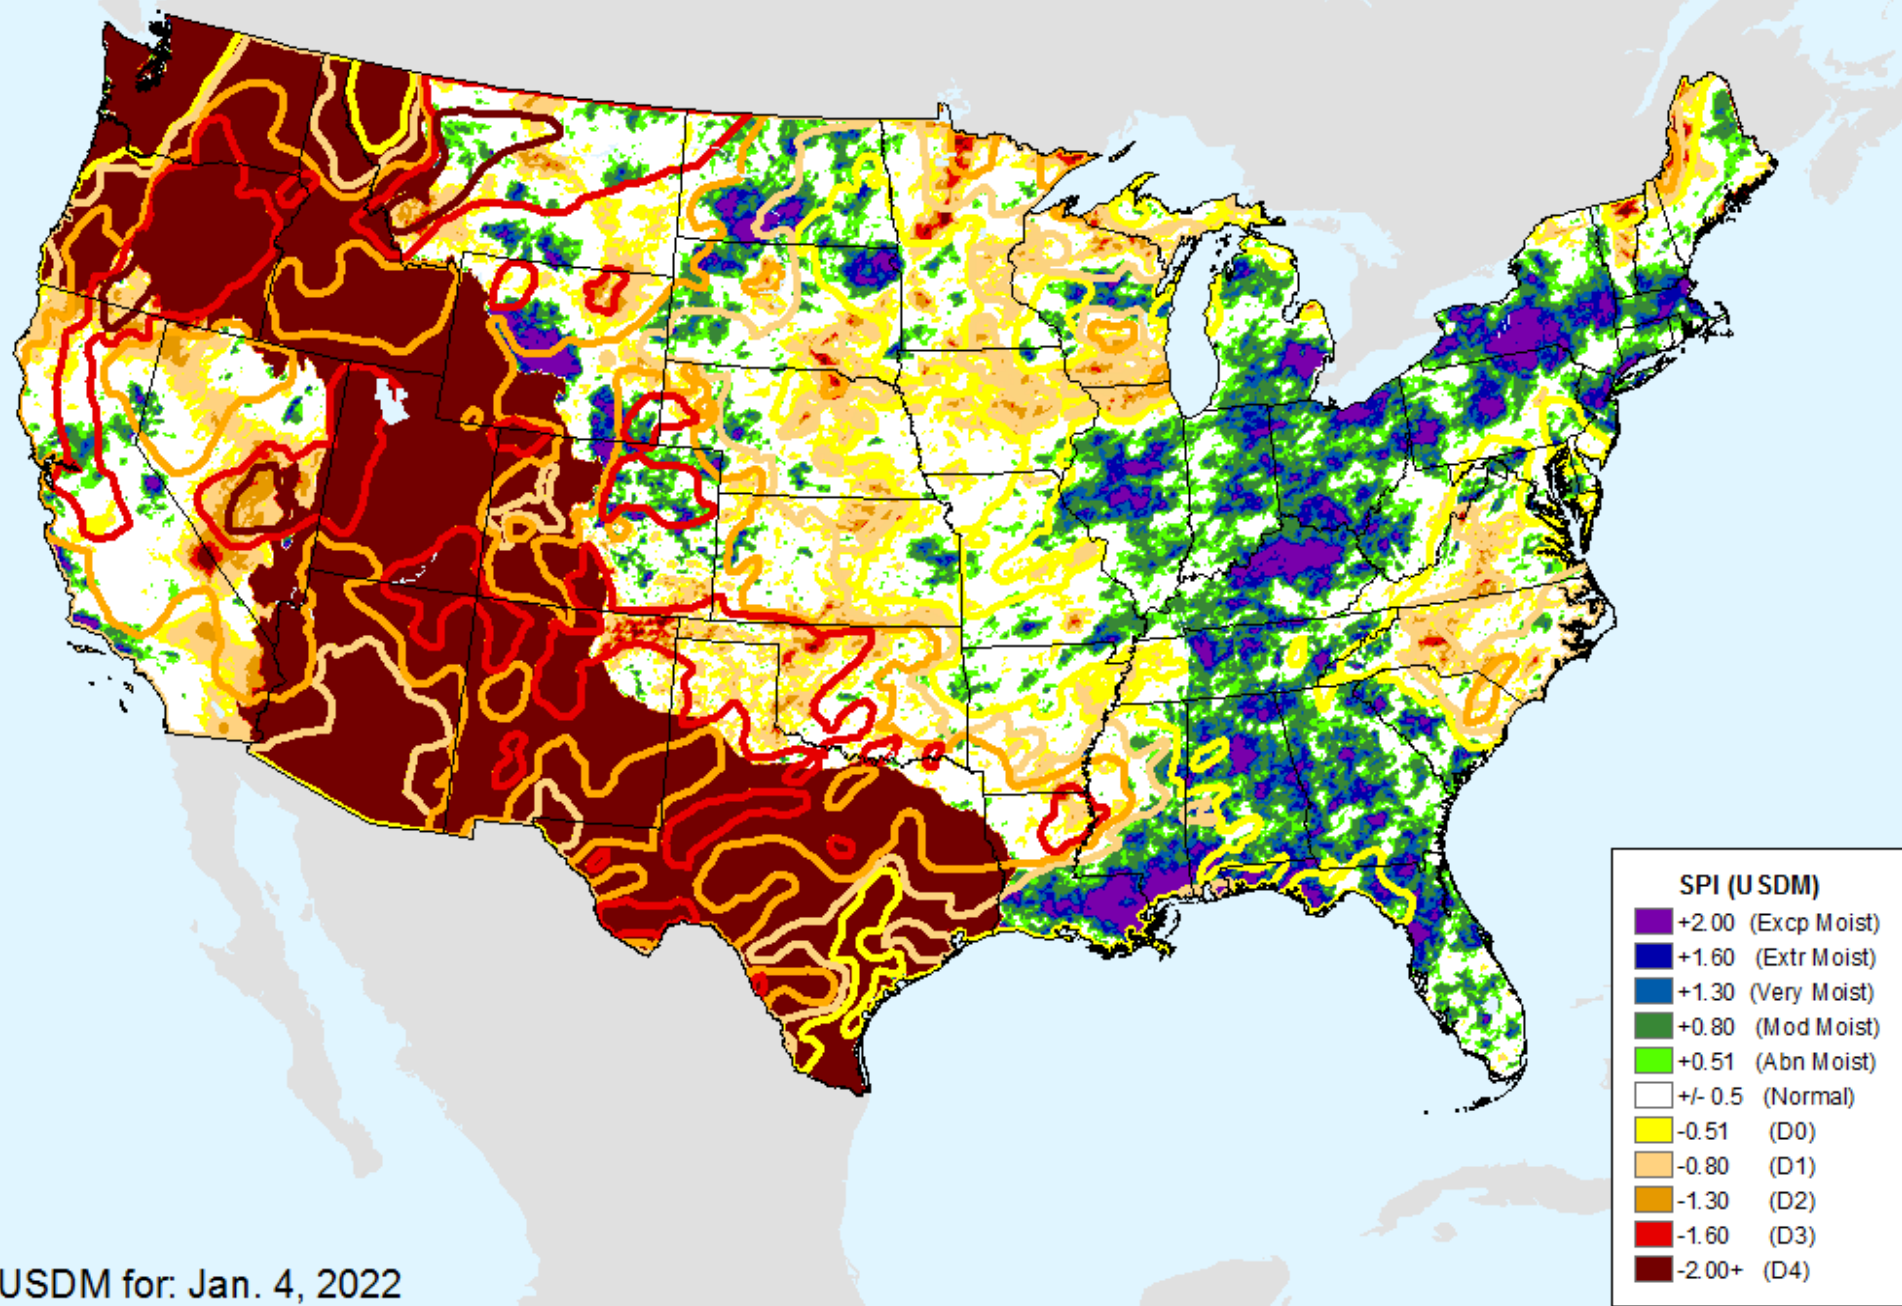 SPI (USDM)
+2.00 (Excp Moist)
+1.60 (Extr Moist)
+1.30 (Very Moist)
+0.80 (Mod Moist)
+0.51 (Abn Moist)
+/- 0.5 (Normal)
-0.51 (D0)
-0.80 (D1)
-1.30 (D2)
-1.60 (D3)
-2.00+ (D4)
USDM for: Jan. 4, 2022